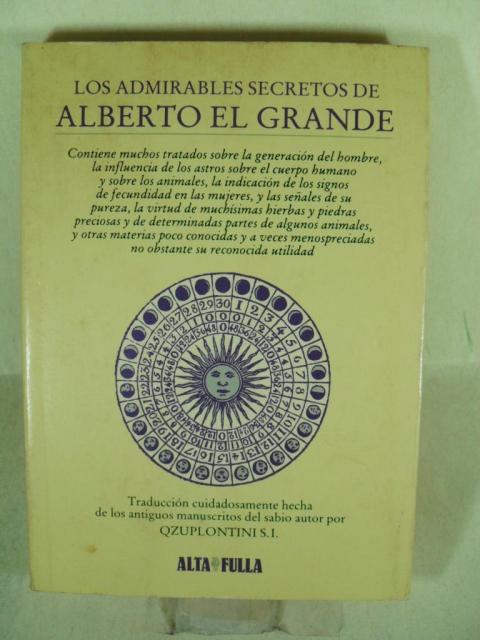 LOS ADMIRABLES SECRETOS DE
ALBERTO EL GRANDE
Contiene muchos tratados sobre la generación del hombre,
la influencia de los astros sobre el cuerpo humano
y sobre los animales, la indicación de los signos
de fecundidad en las mujeres, y las señales de su
pureza, la virtud de muchísimas hierbas y piedras
preciosas y de determinadas partes de algunos animales,
y otras materias poco conocidas y a veces menospreciadas
no obstante su reconocida utilidad
Traducción cuidadosamente hecha
de los antiguos manuscritos del sabio autor por
QZUPLONTINI S.I.
ALTA FULLA